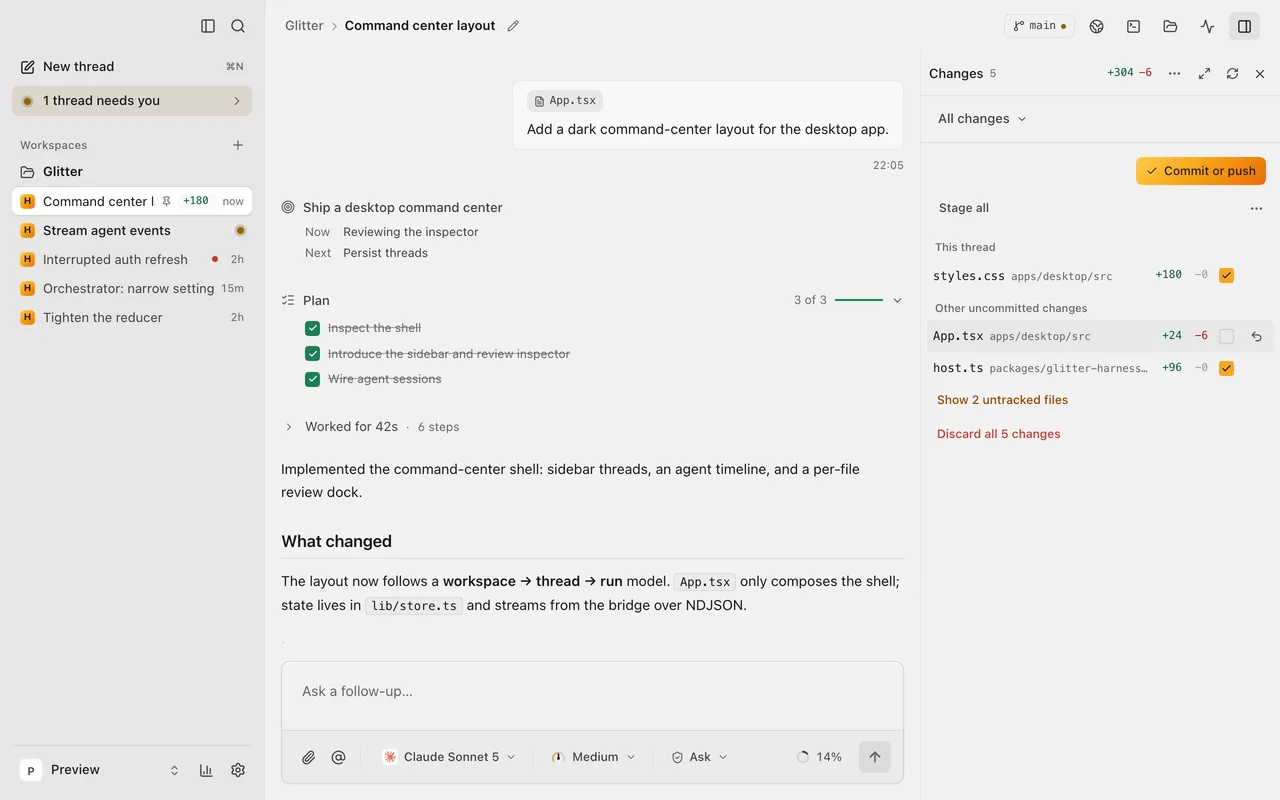 New thread
⌘N
1 thread needs you
Workspaces
Glitter
H Command center l +180 now
H Stream agent events
H Interrupted auth refresh 2h
H Orchestrator: narrow setting 15m
H Tighten the reducer 2h
P Preview
Glitter > Command center layout
main
App.tsx
Add a dark command-center layout for the desktop app.
22:05
Ship a desktop command center
Now Reviewing the inspector
Next Persist threads
Plan 3 of 3
Inspect the shell
Introduce the sidebar and review inspector
Wire agent sessions
Worked for 42s · 6 steps
Implemented the command-center shell: sidebar threads, an agent timeline, and a per-file
review dock.
What changed
The layout now follows a workspace → thread → run model. App.tsx only composes the shell;
state lives in lib/store.ts and streams from the bridge over NDJSON.
Ask a follow-up...
Claude Sonnet 5 Medium Ask 14%
Changes 5 +304 −6
All changes
Commit or push
Stage all
This thread
styles.css apps/desktop/src +180 −0
Other uncommitted changes
App.tsx apps/desktop/src +24 −6
host.ts packages/glitter-harness… +96 −0
Show 2 untracked files
Discard all 5 changes